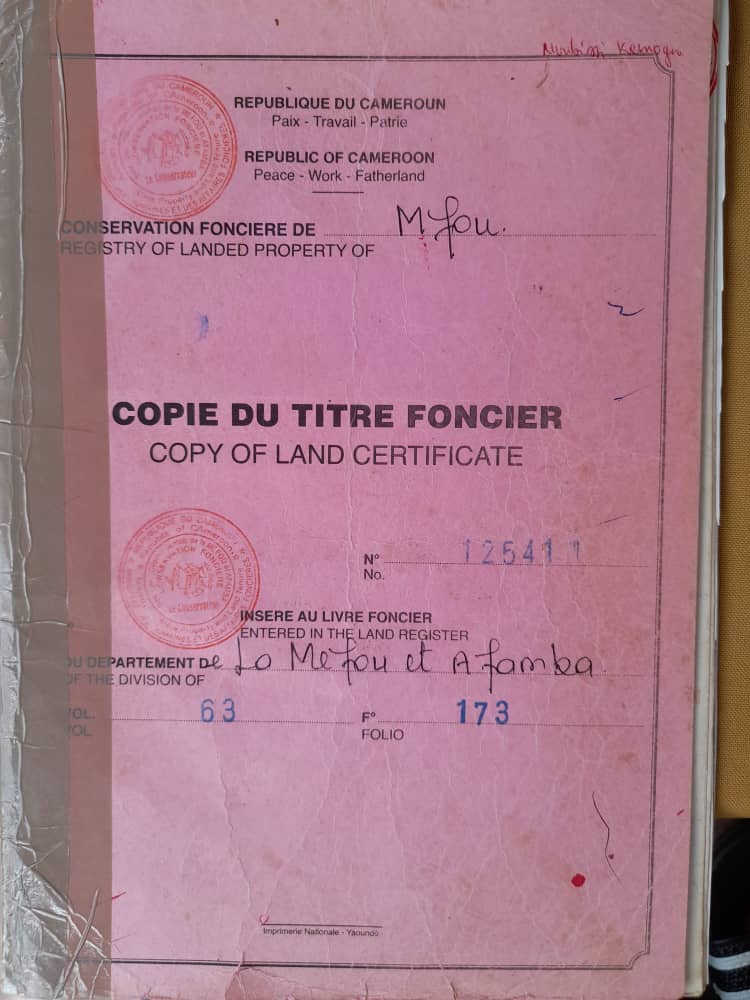 REPUBLIQUE DU CAMEROUN
Paix - Travail - Patrie
REPUBLIC OF CAMEROON
Peace - Work - Fatherland
CONSERVATION FONCIERE DE Mfou.
REGISTRY OF LANDED PROPERTY OF
COPIE DU TITRE FONCIER
COPY OF LAND CERTIFICATE
N° 125411
No.
INSERE AU LIVRE FONCIER
ENTERED IN THE LAND REGISTER
DU DEPARTEMENT De La Mefou et Afamba
OF THE DIVISION OF
VOL. 63 F° 173
VOL FOLIO
Imprimerie Nationale - Yaoundé